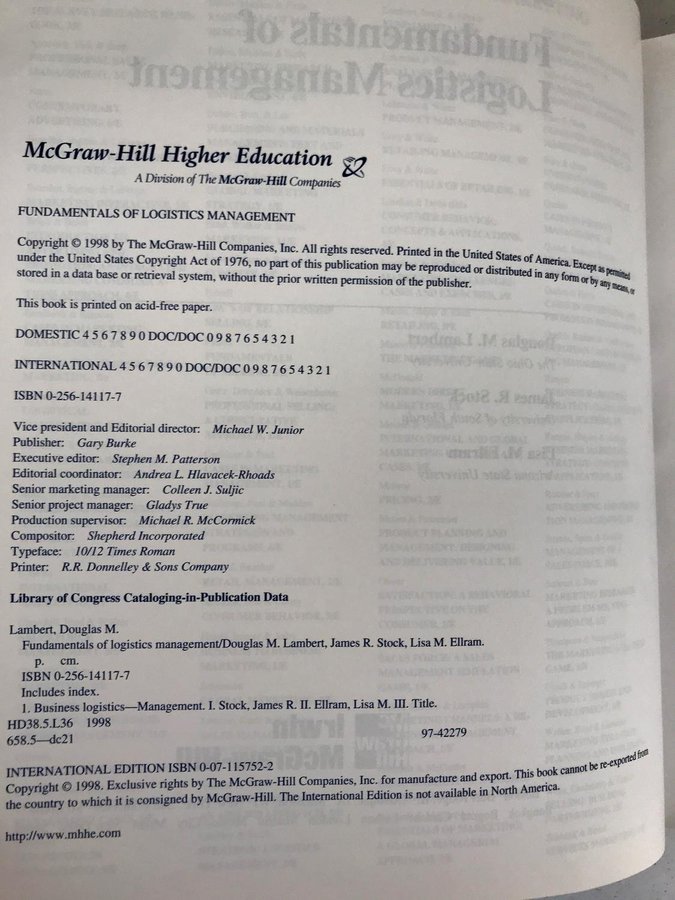 McGraw-Hill Higher Education
A Division of The McGraw-Hill Companies
FUNDAMENTALS OF LOGISTICS MANAGEMENT
Copyright © 1998 by The McGraw-Hill Companies, Inc. All rights reserved. Printed in the United States of America. Except as permitted
under the United States Copyright Act of 1976, no part of this publication may be reproduced or distributed in any form or by any means, or
stored in a data base or retrieval system, without the prior written permission of the publisher.
This book is printed on acid-free paper.
DOMESTIC 4 5 6 7 8 9 0 DOC/DOC 0 9 8 7 6 5 4 3 2 1
INTERNATIONAL 4 5 6 7 8 9 0 DOC/DOC 0 9 8 7 6 5 4 3 2 1
ISBN 0-256-14117-7
Vice president and Editorial director: Michael W. Junior
Publisher: Gary Burke
Executive editor: Stephen M. Patterson
Editorial coordinator: Andrea L. Hlavacek-Rhoads
Senior marketing manager: Colleen J. Suljic
Senior project manager: Gladys True
Production supervisor: Michael R. McCormick
Compositor: Shepherd Incorporated
Typeface: 10/12 Times Roman
Printer: R.R. Donnelley & Sons Company
Library of Congress Cataloging-in-Publication Data
Lambert, Douglas M.
Fundamentals of logistics management/Douglas M. Lambert, James R. Stock, Lisa M. Ellram.
p. cm.
ISBN 0-256-14117-7
Includes index.
1. Business logistics—Management. I. Stock, James R. II. Ellram, Lisa M. III. Title.
HD38.5.L36 1998
658.5—dc21 97-42279
INTERNATIONAL EDITION ISBN 0-07-115752-2
Copyright © 1998. Exclusive rights by The McGraw-Hill Companies, Inc. for manufacture and export. This book cannot be re-exported from
the country to which it is consigned by McGraw-Hill. The International Edition is not available in North America.
http://www.mhhe.com